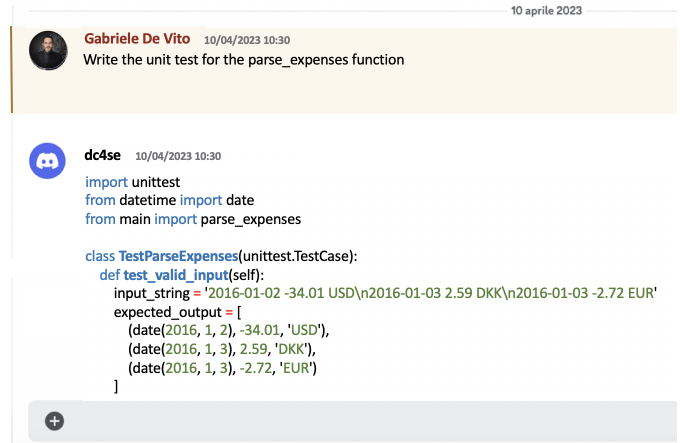 10 aprile 2023
Gabriele De Vito 10/04/2023 10:30
Write the unit test for the parse_expenses function
dc4se 10/04/2023 10:30
import unittest
from datetime import date
from main import parse_expenses
class TestParseExpenses(unittest.TestCase):
def test_valid_input(self):
input_string = '2016-01-02 -34.01 USD\n2016-01-03 2.59 DKK\n2016-01-03 -2.72 EUR'
expected_output = [
(date(2016, 1, 2), -34.01, 'USD'),
(date(2016, 1, 3), 2.59, 'DKK'),
(date(2016, 1, 3), -2.72, 'EUR')
]